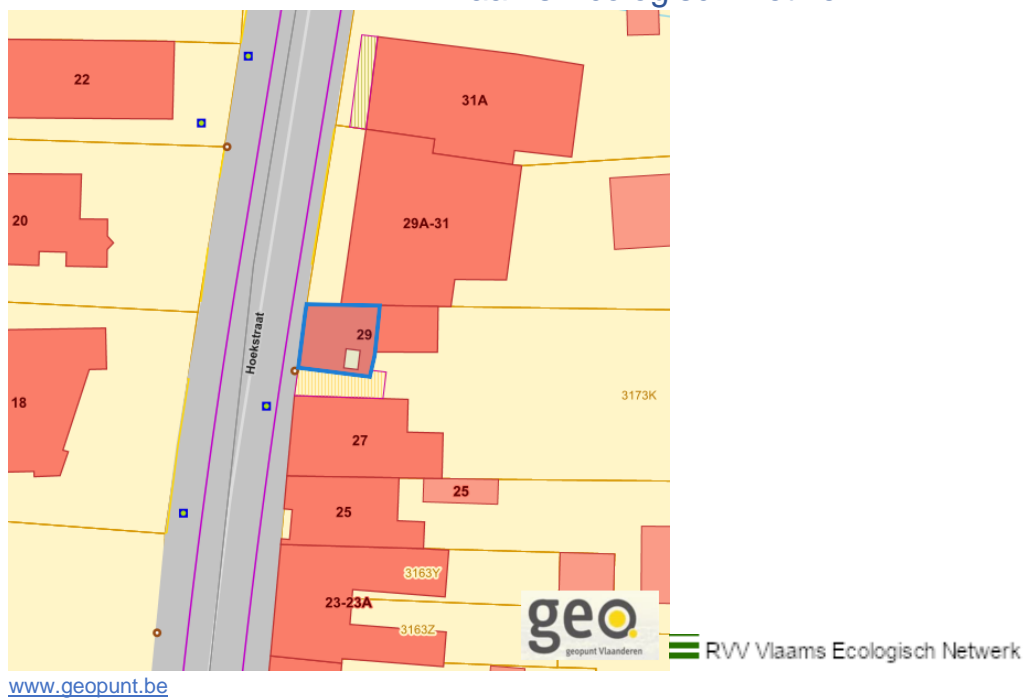 22
31A
20
29A-31
Hoekstraat
29
18
3173K
27
25
25
3163Y
23-23A
3163Z
geo.
geopunt Vlaanderen
RVV Vlaams Ecologisch Netwerk
www.geopunt.be